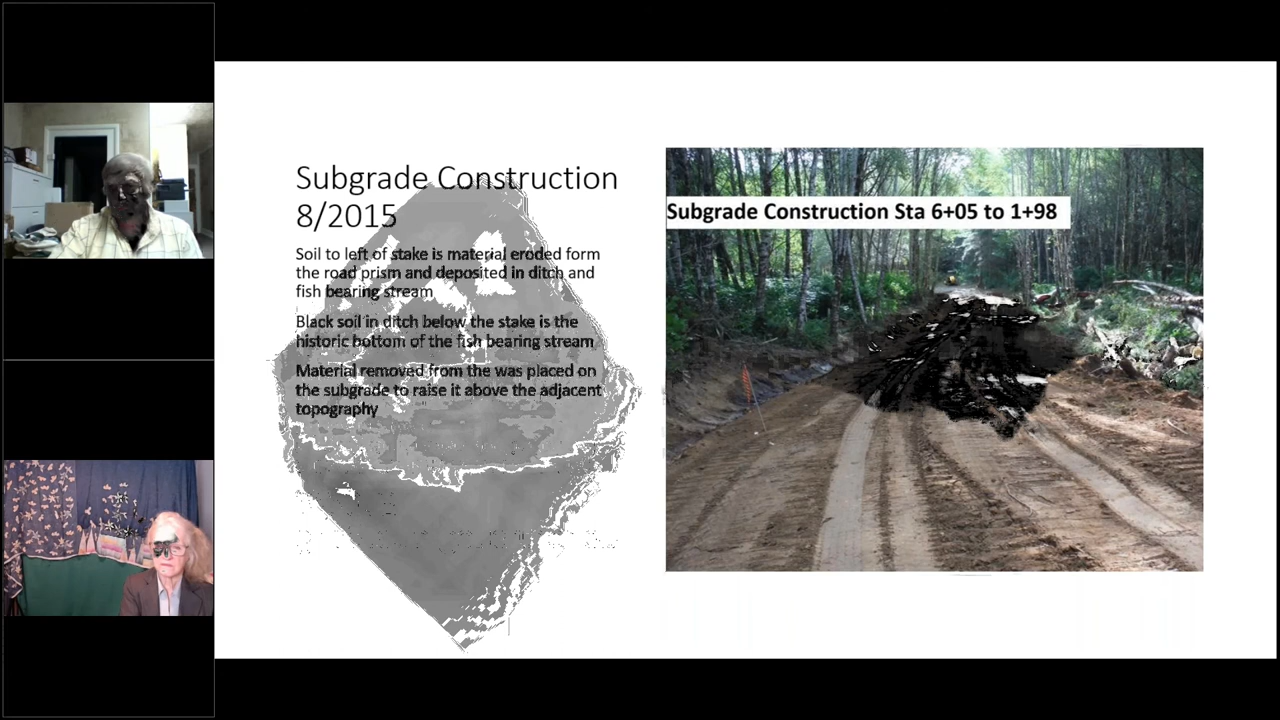 Subgrade Construction
8/2015
Soil to left of stake is material eroded form
the road prism and deposited in ditch and
fish bearing stream
Black soil in ditch below the stake is the
historic bottom of the fish bearing stream
Material removed from the was placed on
the subgrade to raise it above the adjacent
topography
Subgrade Construction Sta 6+05 to 1+98